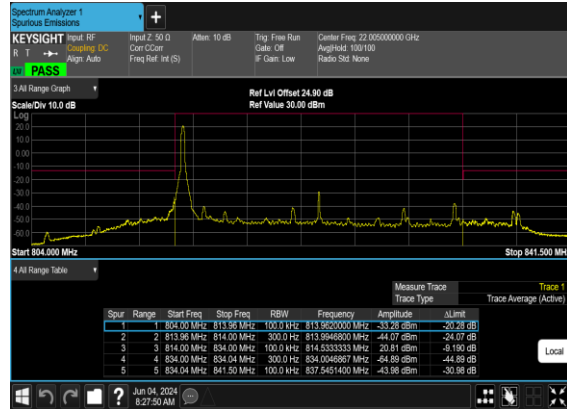 Spectrum Analyzer 1
Spurious Emissions
KEYSIGHT Input: RF Input Z: 50 Ω Atten: 10 dB Trig: Free Run Center Freq: 22.005000000 GHz
R T Coupling: DC Corr CCorr Gate: Off Avg|Hold: 100/100
Align: Auto Freq Ref: Int (S) IF Gain: Low Radio Std: None
PASS
3 All Range Graph
Ref Lvl Offset 24.90 dB
Scale/Div 10.0 dB Ref Value 30.00 dBm
Log
20.0
10.0
0.00
-10.0
-20.0
-30.0
-40.0
-50.0
-60.0
Start 804.000 MHz Stop 841.500 MH
4 All Range Table
Measure Trace Trace 1
Trace Type Trace Average (Active)
Spur Range Start Freq Stop Freq RBW Frequency Amplitude ΔLimit
1 1 804.00 MHz 813.96 MHz 100.0 kHz 813.9620000 MHz -33.28 dBm -20.28 dB
2 2 813.96 MHz 814.00 MHz 300.0 Hz 813.9946800 MHz -44.07 dBm -24.07 dB
3 3 814.00 MHz 834.00 MHz 100.0 kHz 814.5333333 MHz 20.81 dBm -9.190 dB
4 4 834.00 MHz 834.04 MHz 300.0 Hz 834.0046867 MHz -64.89 dBm -44.89 dB
5 5 834.04 MHz 841.50 MHz 100.0 kHz 837.5451400 MHz -43.98 dBm -30.98 dB
Local
? Jun 04, 2024
8:27:50 AM